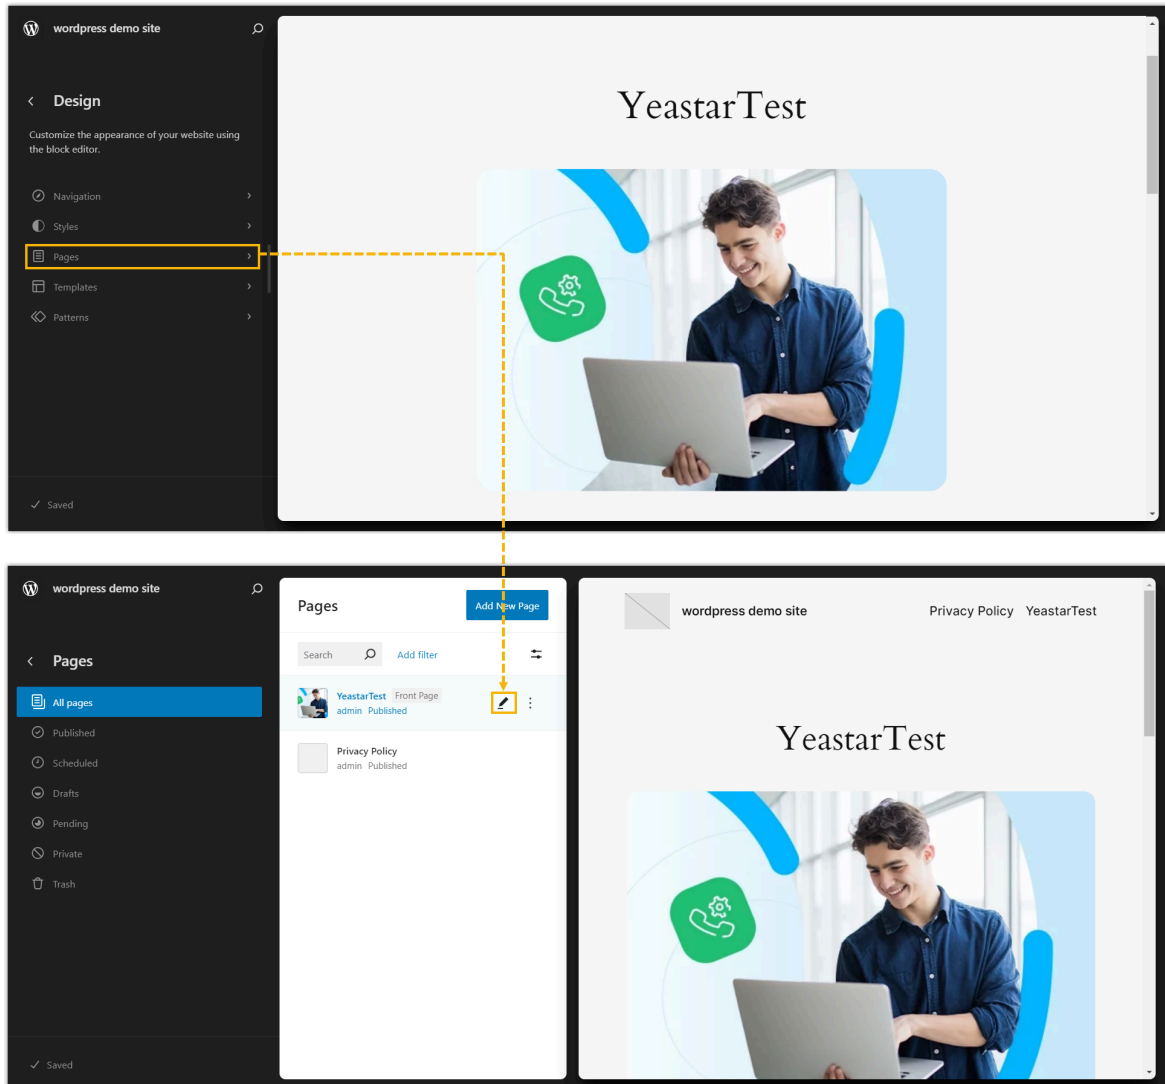 wordpress demo site
Design
Customize the appearance of your website using
the block editor.
Navigation
Styles
Pages
Templates
Patterns
Saved
YeastarTest
wordpress demo site
Pages
All pages
Published
Scheduled
Drafts
Pending
Private
Trash
Saved
Pages
Add New Page
Search
Add filter
YeastarTest Front Page
admin Published
Privacy Policy
admin Published
wordpress demo site
Privacy Policy YeastarTest
YeastarTest